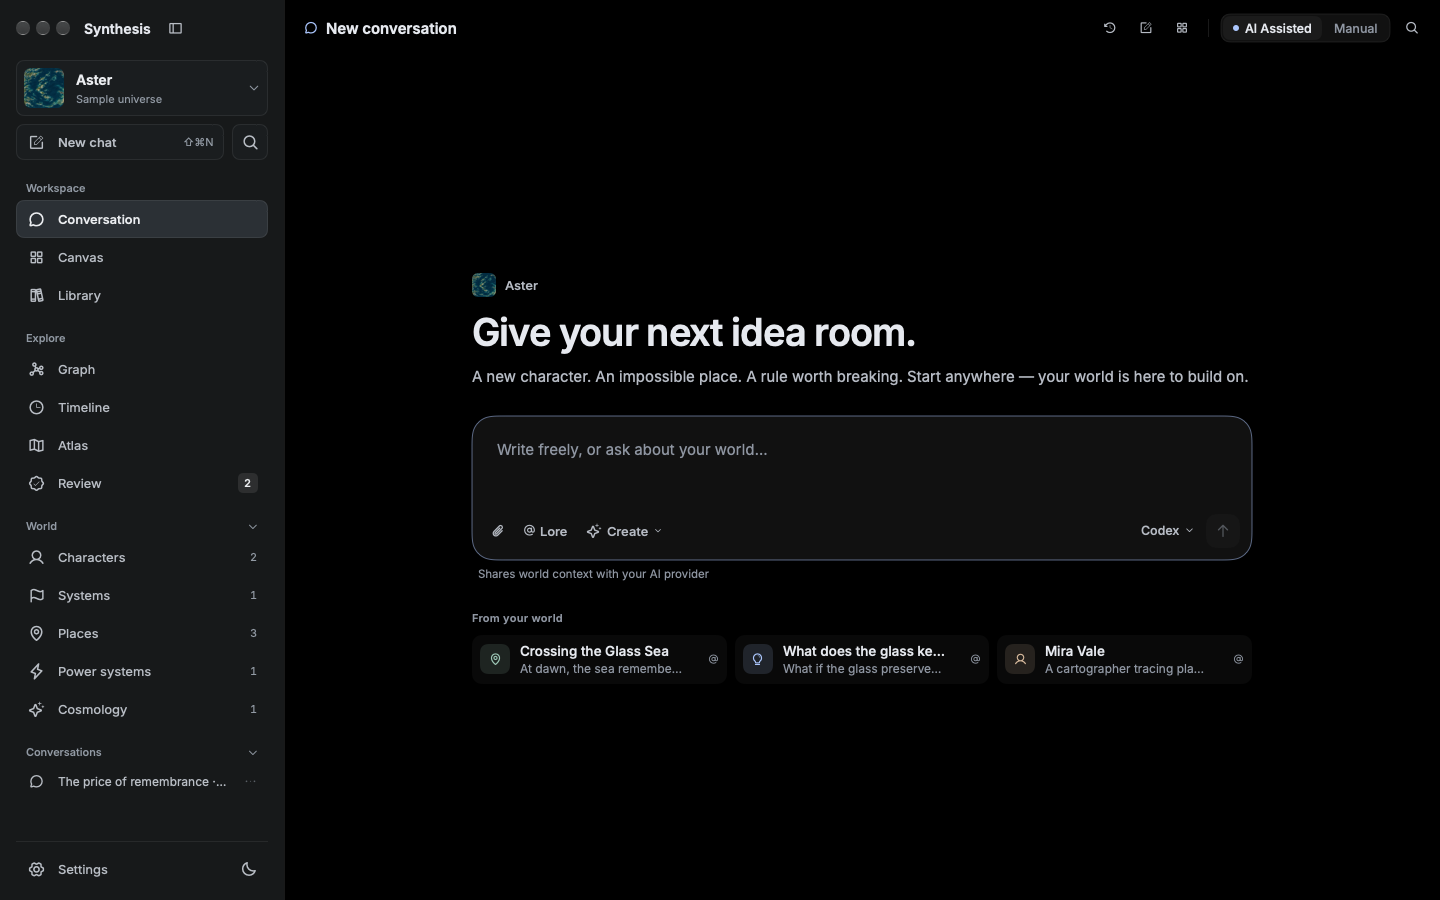 Synthesis
Aster
Sample universe
New chat
⇧⌘N
Workspace
Conversation
Canvas
Library
Explore
Graph
Timeline
Atlas
Review
2
World
Characters
2
Systems
1
Places
3
Power systems
1
Cosmology
1
Conversations
The price of remembrance ·...
Settings
New conversation
AI Assisted
Manual
Aster
Give your next idea room.
A new character. An impossible place. A rule worth breaking. Start anywhere — your world is here to build on.
Write freely, or ask about your world...
@ Lore
Create
Codex
Shares world context with your AI provider
From your world
Crossing the Glass Sea
At dawn, the sea remembe...
@
What does the glass ke...
What if the glass preserve...
@
Mira Vale
A cartographer tracing pla...
@